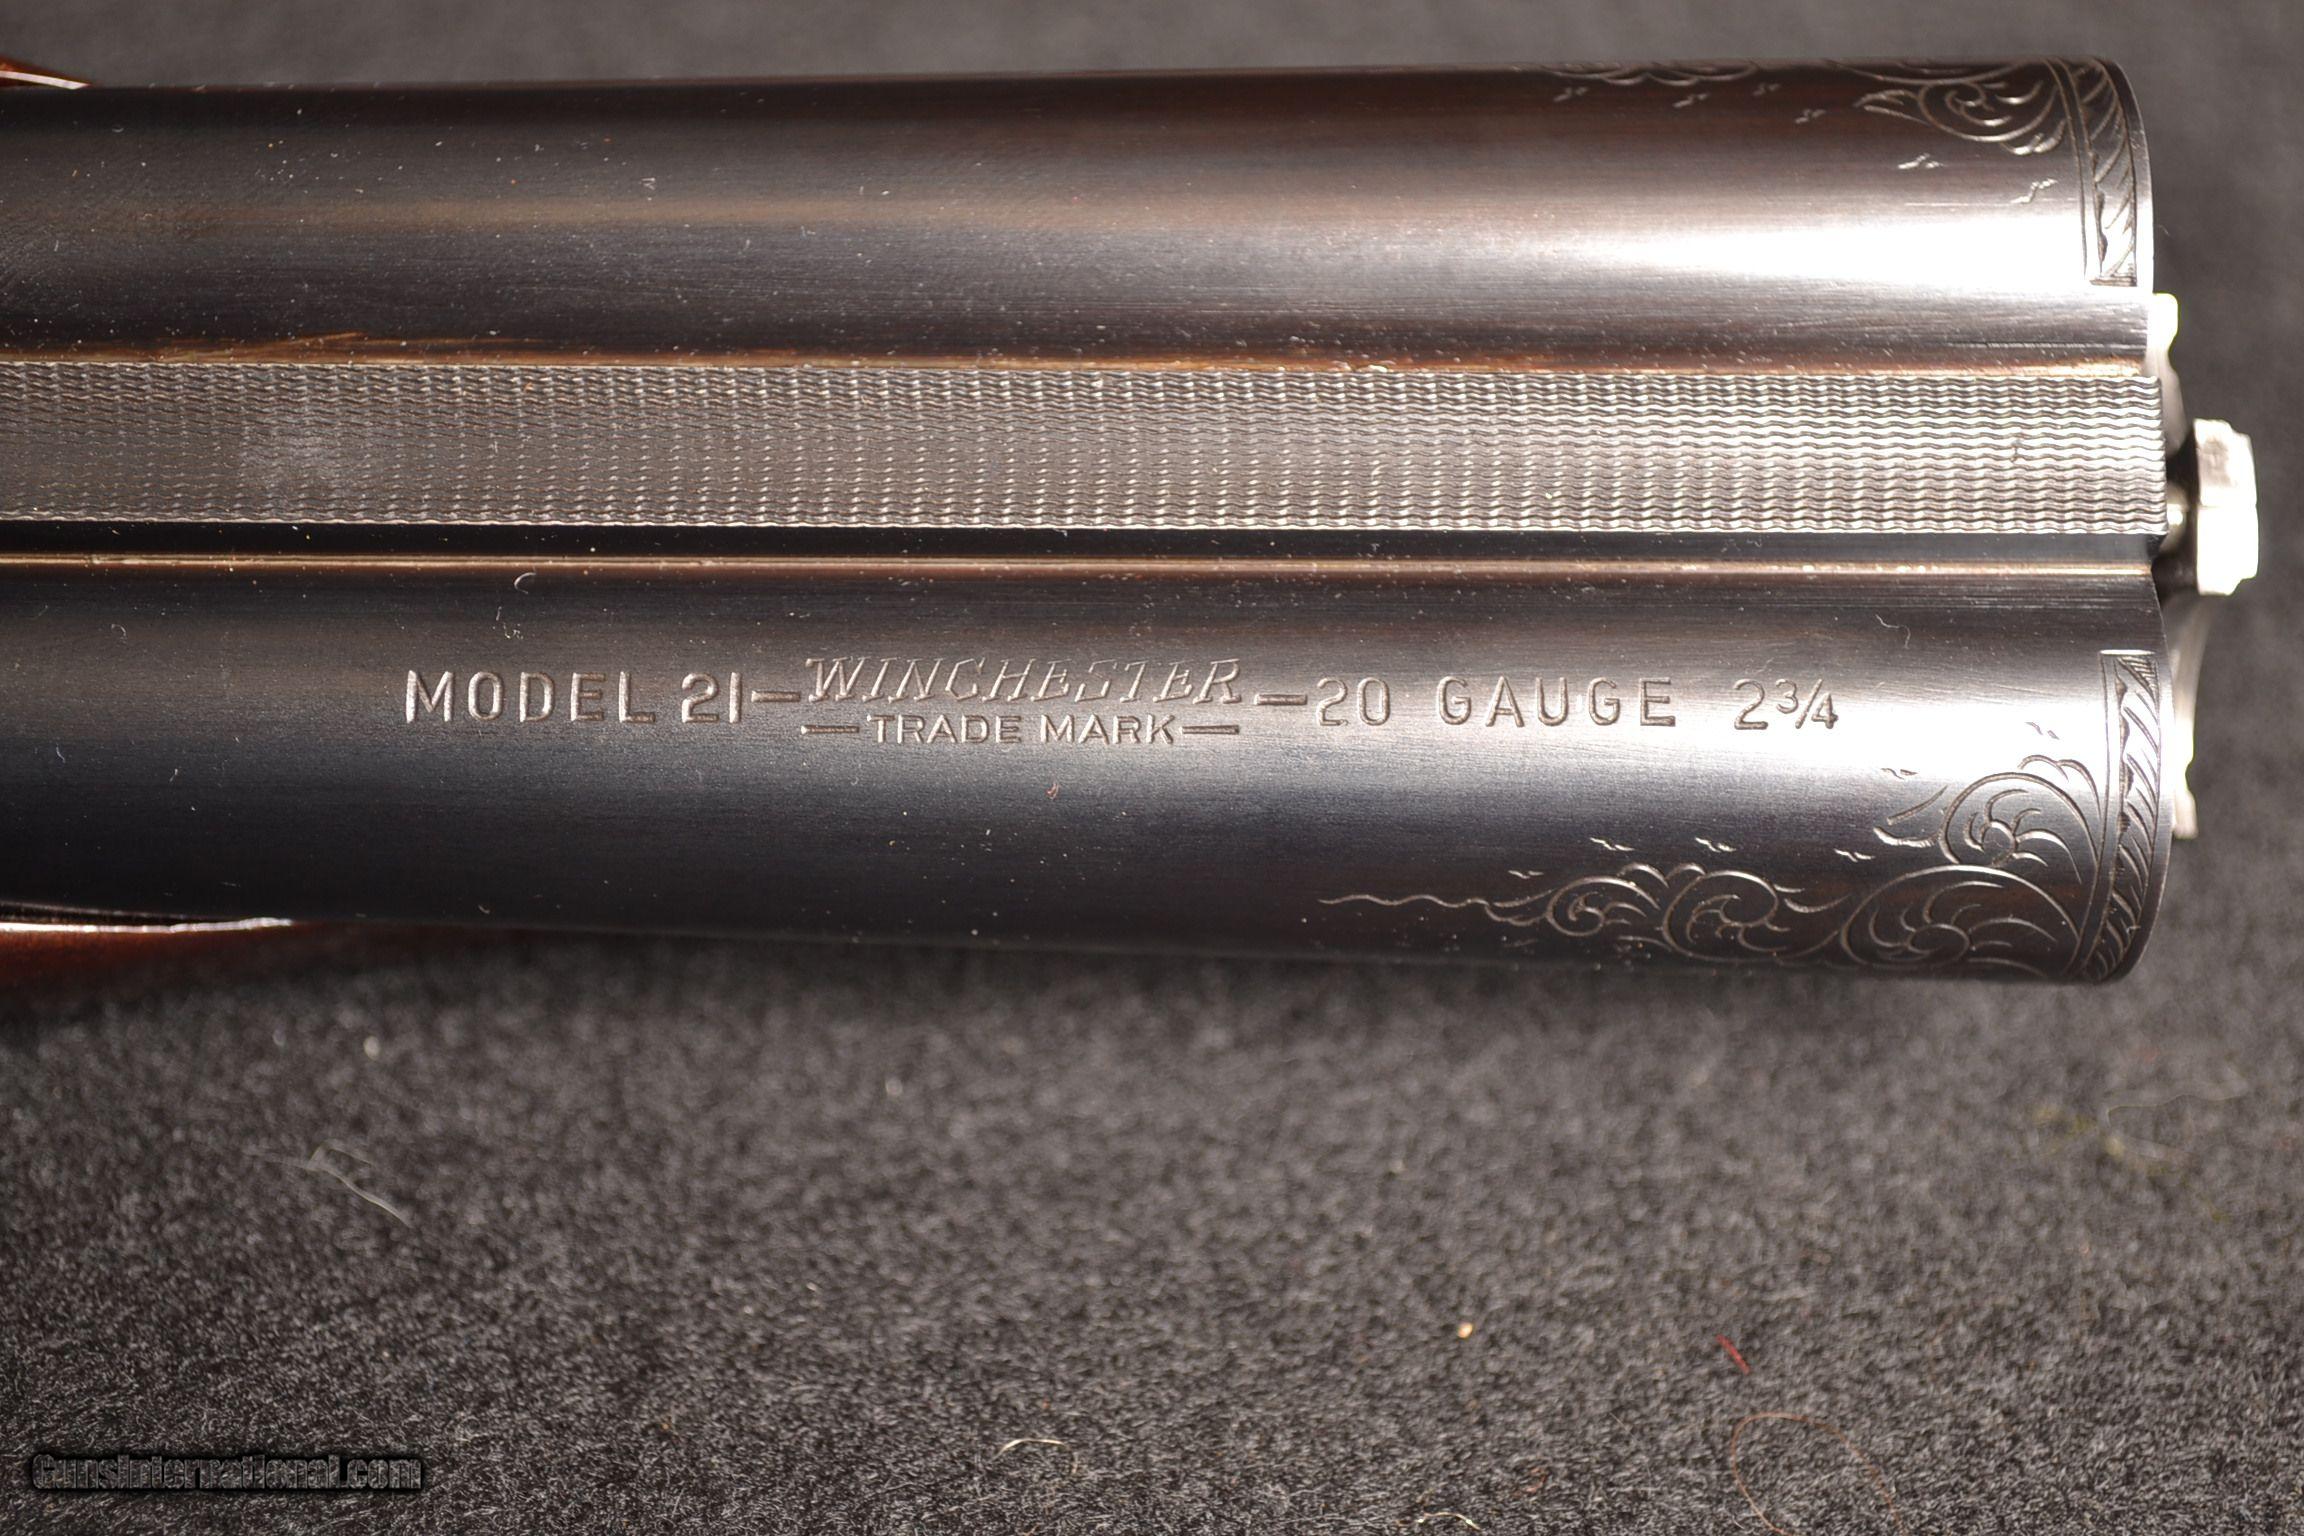 MODEL 21-WINCHESTER-20 GAUGE 2¾
-TRADE MARK-
GunsInternational.com